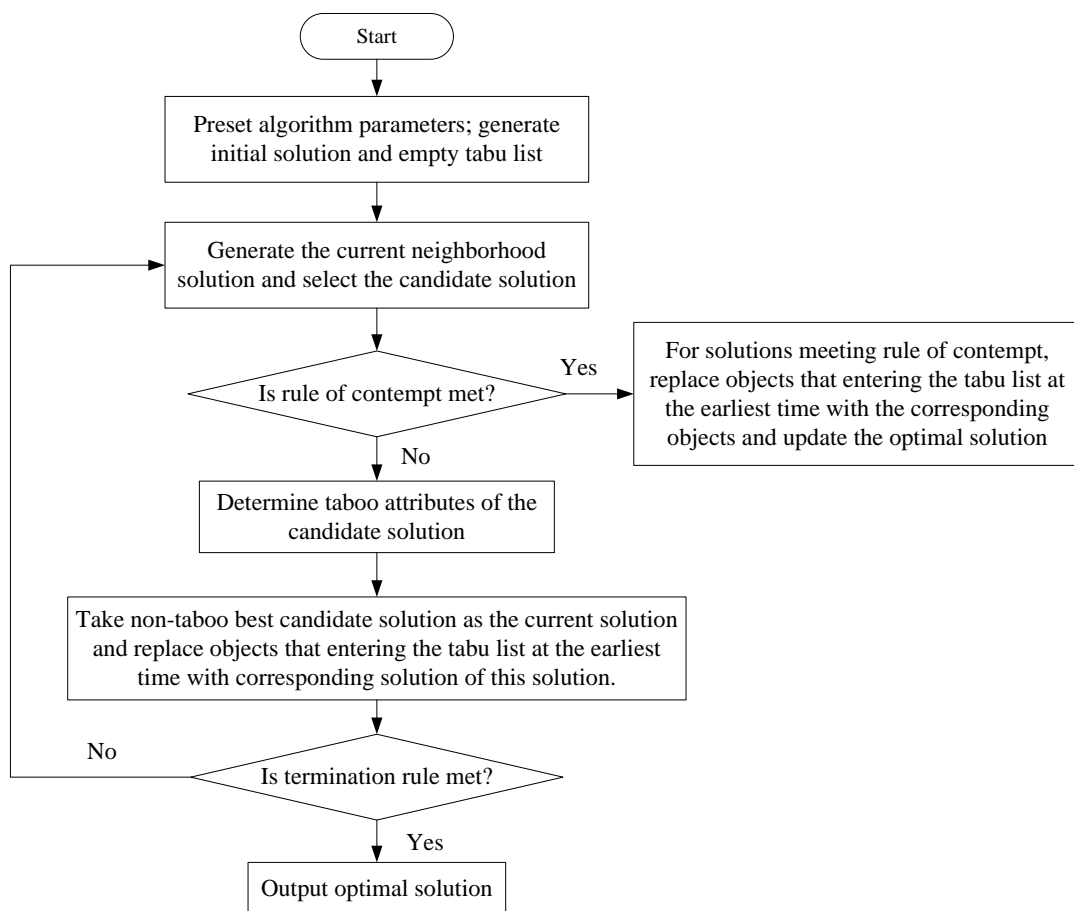 Start
Preset algorithm parameters; generate
initial solution and empty tabu list
Generate the current neighborhood
solution and select the candidate solution
Is rule of contempt met?
Yes
For solutions meeting rule of contempt,
replace objects that entering the tabu list at
the earliest time with the corresponding
objects and update the optimal solution
No
Determine taboo attributes of the
candidate solution
Take non-taboo best candidate solution as the current solution
and replace objects that entering the tabu list at the earliest
time with corresponding solution of this solution.
No
Is termination rule met?
Yes
Output optimal solution